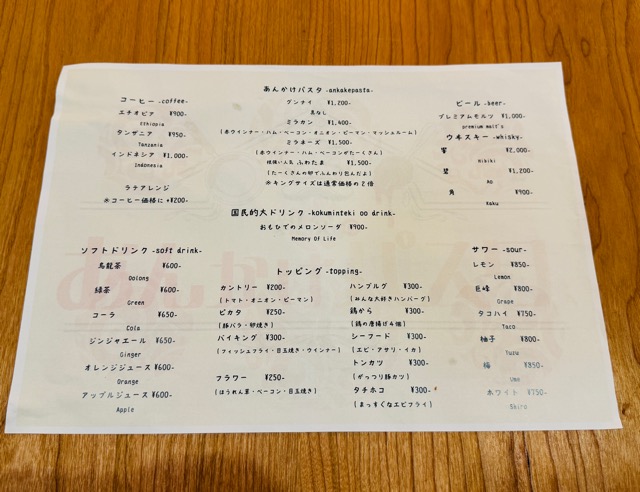 コーヒー -coffee-
エチオピア ¥900-
Ethiopia
タンザニア ¥950-
Tanzania
インドネシア ¥1,000-
Indonesia
ラテアレンジ
※コーヒー価格に+¥200-
あんかけパスタ -ankakepasta-
グンナイ ¥1,200-
具なし
ミラカン ¥1,400-
(赤ウインナー・ハム・ベーコン・オニオン・ピーマン・マッシュルーム)
ミラネーズ ¥1,500-
(赤ウインナー・ハム・ベーコンがたーくさん)
根強い人気 ふわたま ¥1,500-
(たーくさんの卵でふんわり包んだよ)
※キングサイズは通常価格の2倍
ビール -beer-
プレミアムモルツ ¥1,000-
premium malt's
ウヰスキー -whisky-
響 ¥2,000-
Hibiki
碧 ¥1,200-
Ao
角 ¥900-
Kaku
国民的大ドリンク -kokuminteki oo drink-
おもひでのメロンソーダ ¥900-
Memory Of Life
ソフトドリンク -soft drink-
烏龍茶 ¥600-
Oolong
緑茶 ¥600-
Green
コーラ ¥650-
Cola
ジンジャエール ¥650-
Ginger
オレンジジュース ¥600-
Orange
アップルジュース ¥600-
Apple
トッピング -topping-
カントリー ¥200-
(トマト・オニオン・ピーマン)
ピカタ ¥250-
(豚バラ・卵焼き)
バイキング ¥300-
(フィッシュフライ・目玉焼き・ウインナー)
フラワー ¥250-
(ほうれん草・ベーコン・目玉焼き)
ハンブルグ ¥300-
(みんな大好きハンバーグ)
鶏から ¥300-
(鶏の唐揚げ4個)
シーフード ¥300-
(エビ・アサリ・イカ)
トンカツ ¥300-
(がっつり豚カツ)
タチホコ ¥300-
(まっすぐなエビフライ)
サワー -sour-
レモン ¥850-
Lemon
巨峰 ¥800-
Grape
タコハイ ¥750-
Taco
柚子 ¥800-
Yuzu
梅 ¥850-
Ume
ホワイト ¥750-
Shiro